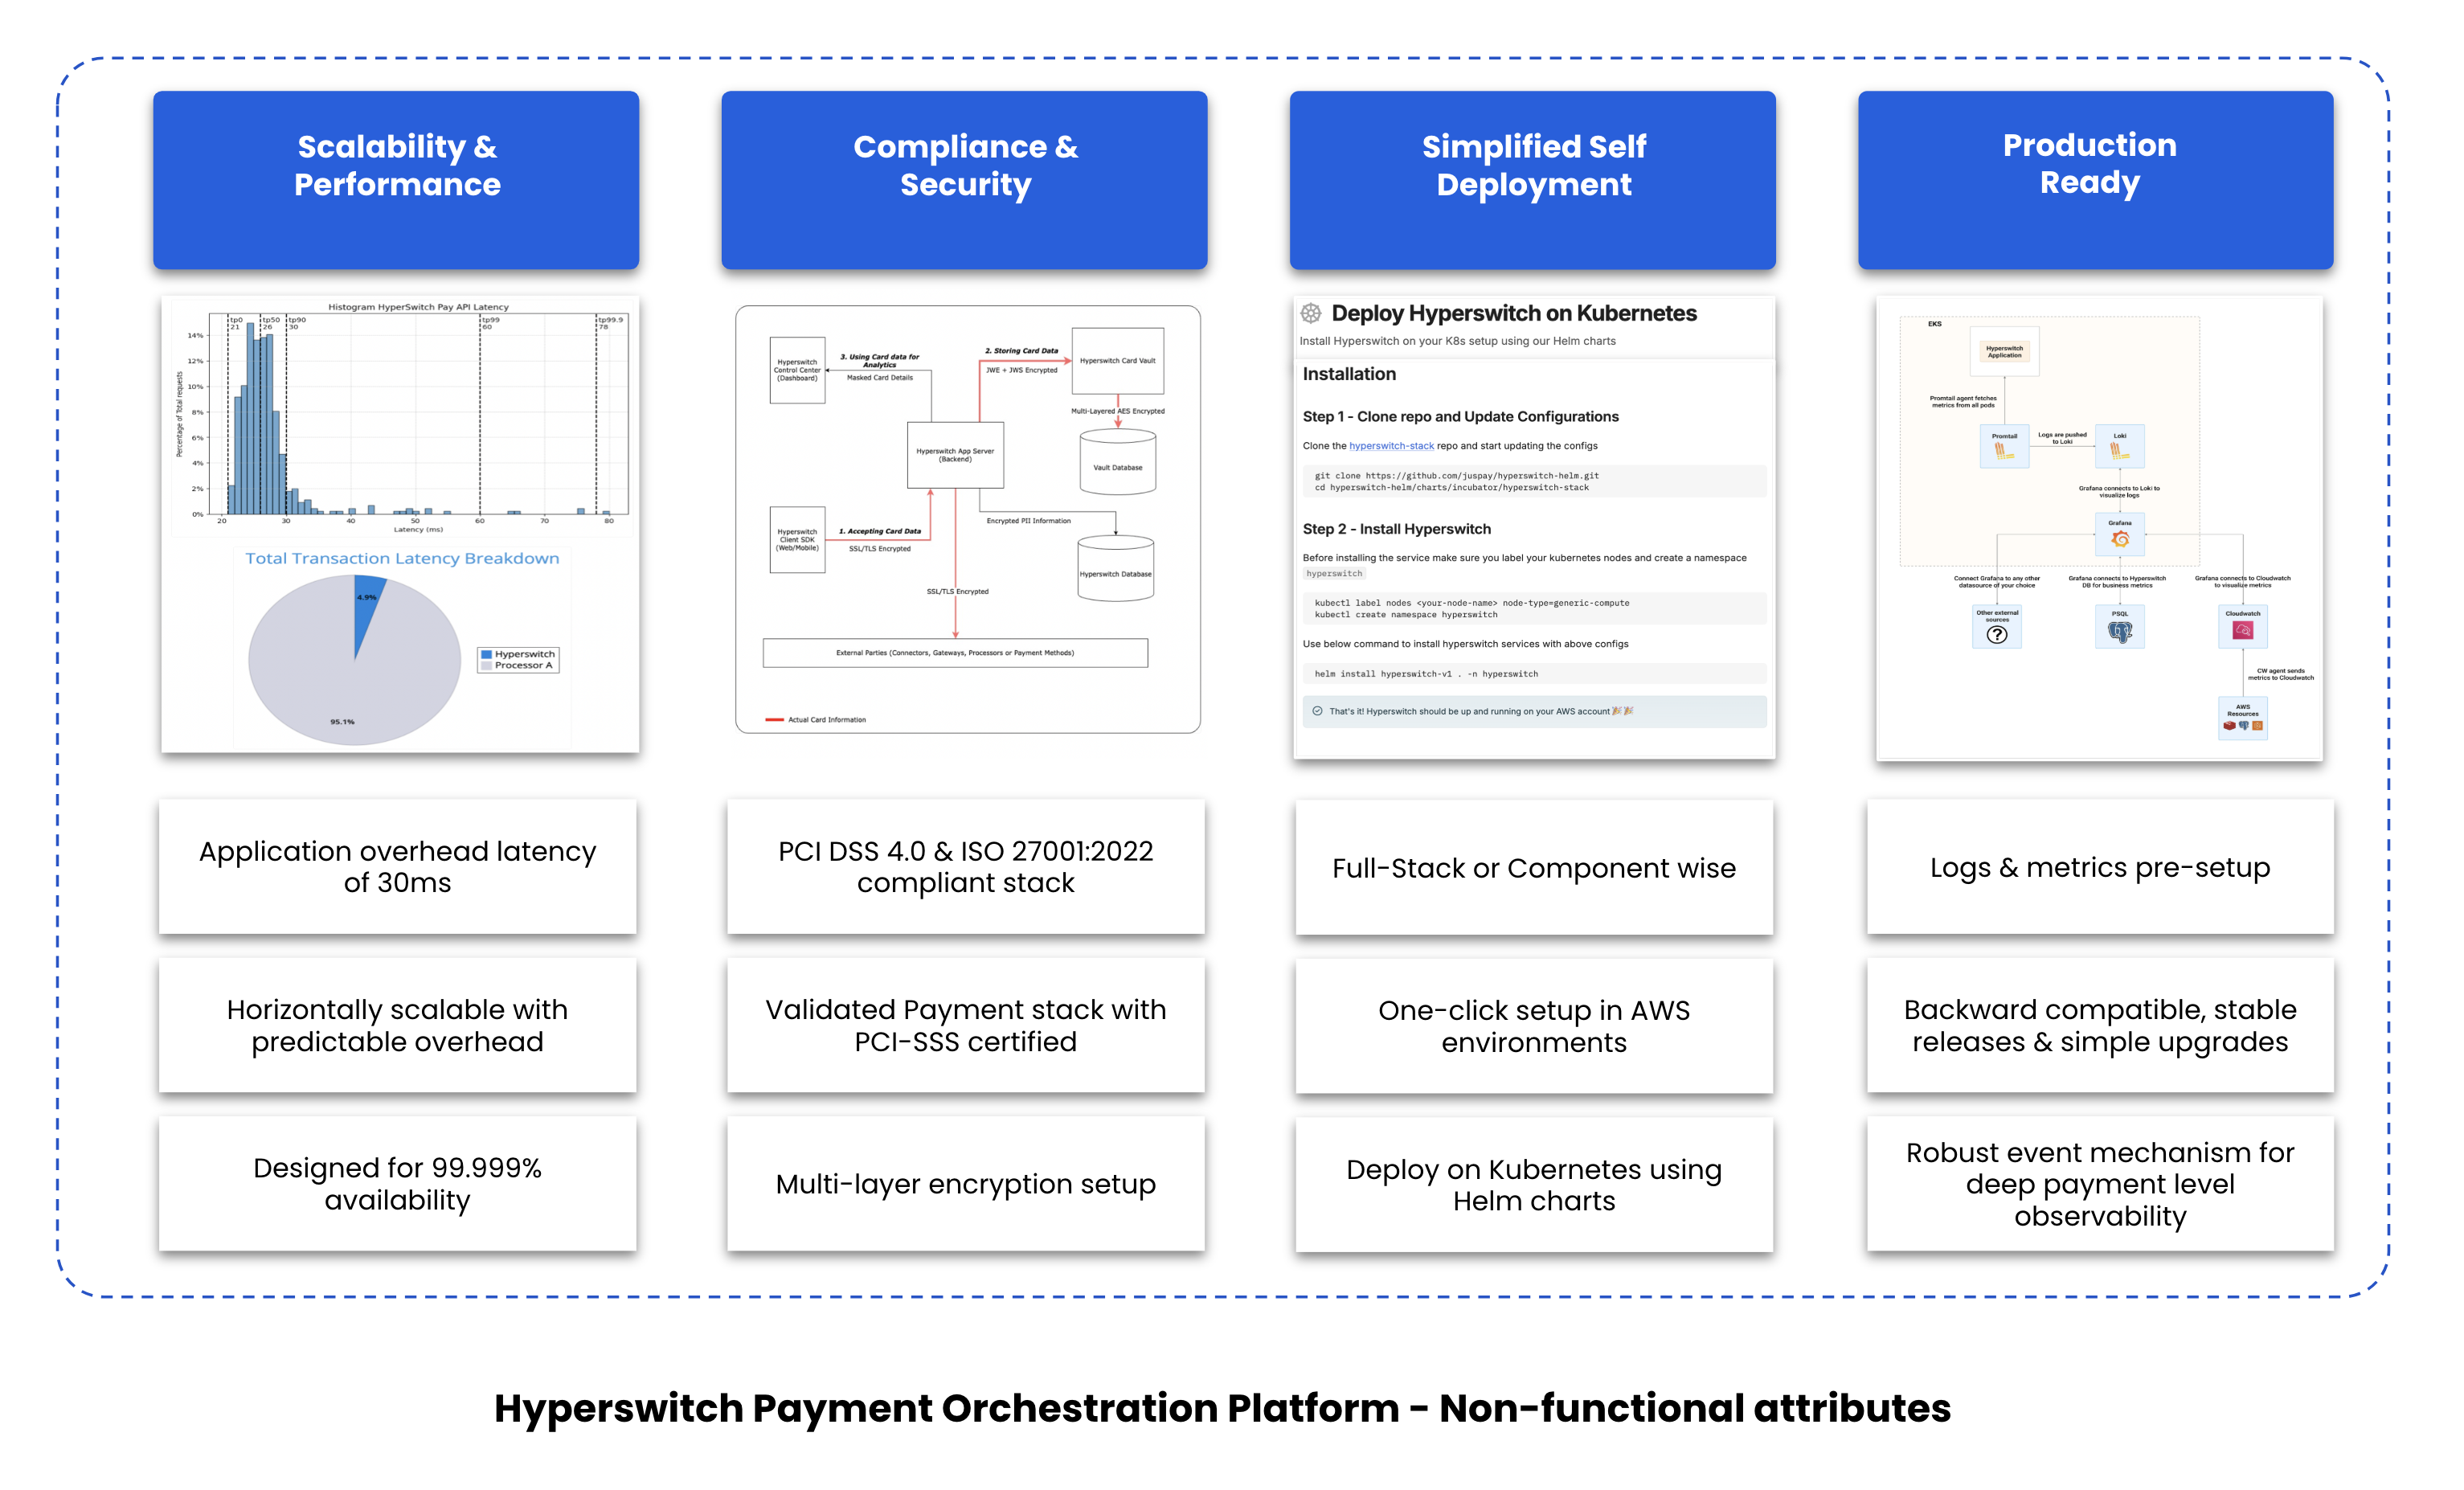 Scalability &
Performance
Compliance &
Security
Simplified Self
Deployment
Production
Ready
Histogram HyperSwitch Pay API Latency
tp0
21
tp50
26
tp90
30
tp99
60
tp99.9
78
14%
12%
10%
8%
6%
4%
2%
0%
Percentage of Total requests
20
30
40
50
60
70
80
Latency (ms)
Total Transaction Latency Breakdown
4.9%
95.1%
Hyperswitch
Processor A
Hyperswitch
Control Center
(Dashboard)
3. Using Card data for
Analytics
Masked Card Details
2. Storing Card Data
JWE + JWS Encrypted
Hyperswitch Card Vault
Multi-Layered AES Encrypted
Vault Database
Hyperswitch App Server
(Backend)
Hyperswitch
Client SDK
(Web/Mobile)
1. Accepting Card Data
SSL/TLS Encrypted
Encrypted PII Information
Hyperswitch Database
SSL/TLS Encrypted
External Parties (Connectors, Gateways, Processors or Payment Methods)
Actual Card Information
Deploy Hyperswitch on Kubernetes
Install Hyperswitch on your K8s setup using our Helm charts
Installation
Step 1 - Clone repo and Update Configurations
Clone the hyperswitch-stack repo and start updating the configs
git clone https://github.com/juspay/hyperswitch-helm.git
cd hyperswitch-helm/charts/incubator/hyperswitch-stack
Step 2 - Install Hyperswitch
Before installing the service make sure you label your kubernetes nodes and create a namespace
hyperswitch
kubectl label nodes <your-node-name> node-type=generic-compute
kubectl create namespace hyperswitch
Use below command to install hyperswitch services with above configs
helm install hyperswitch-v1 . -n hyperswitch
That's it! Hyperswitch should be up and running on your AWS account 🎉🎉
EKS
Hyperswitch
Application
Promtail agent fetches
metrics from all pods
Promtail
Logs are pushed
to Loki
Loki
Grafana connects to Loki to
visualize logs
Grafana
Connect Grafana to any other
datasource of your choice
Grafana connects to Hyperswitch
DB for business metrics
Grafana connects to Cloudwatch
to visualize metrics
Other external
sources
?
PSQL
Cloudwatch
CW agent sends
metrics to Cloudwatch
AWS
Resources
Application overhead latency
of 30ms
PCI DSS 4.0 & ISO 27001:2022
compliant stack
Full-Stack or Component wise
Logs & metrics pre-setup
Horizontally scalable with
predictable overhead
Validated Payment stack with
PCI-SSS certified
One-click setup in AWS
environments
Backward compatible, stable
releases & simple upgrades
Designed for 99.999%
availability
Multi-layer encryption setup
Deploy on Kubernetes using
Helm charts
Robust event mechanism for
deep payment level
observability
Hyperswitch Payment Orchestration Platform - Non-functional attributes